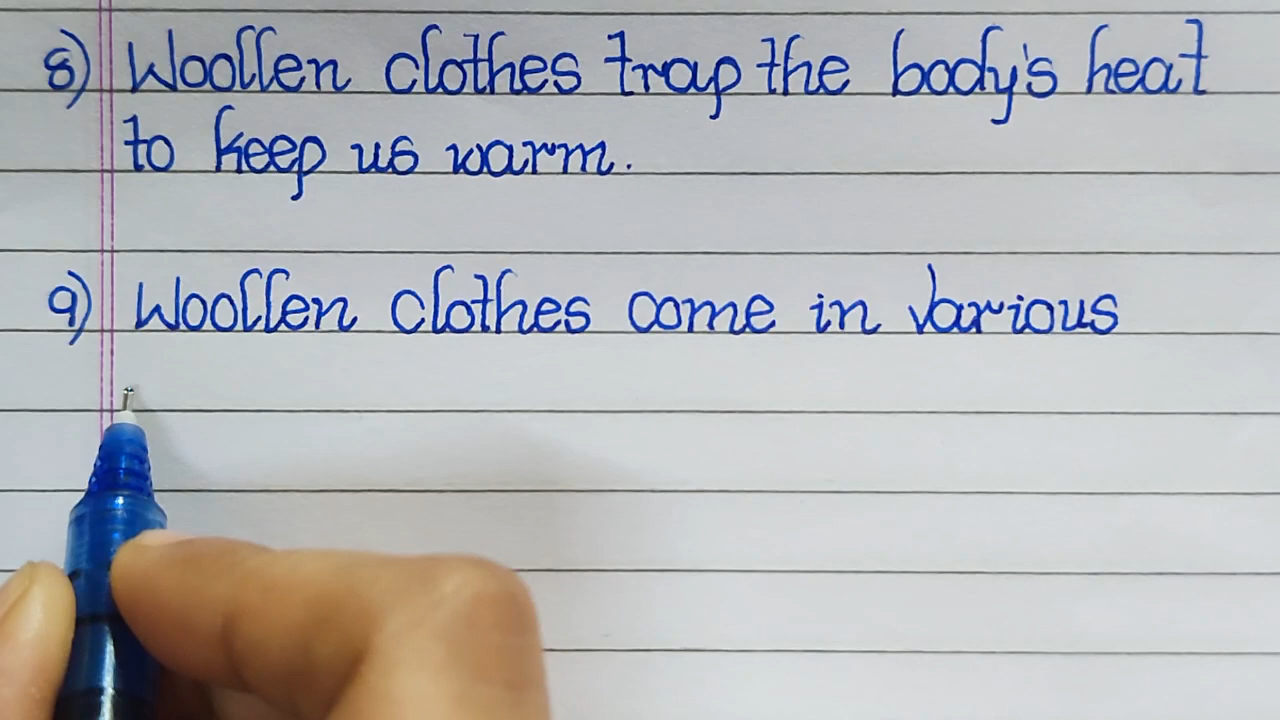 8) Woollen clothes trap the body's heat
to keep us warm.
9) Woollen clothes come in various